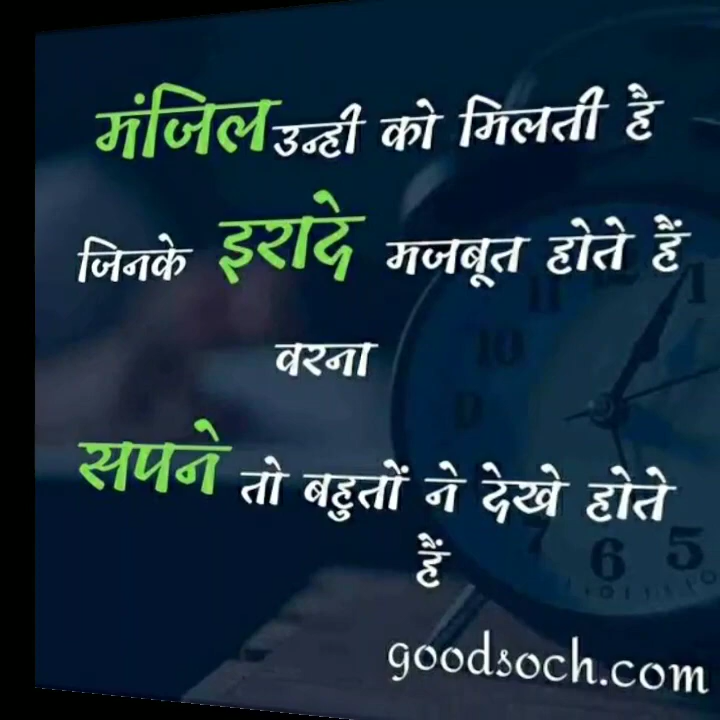 मंजिल उन्ही को मिलती है
जिनके इरादे मजबूत होते हैं
वरना
सपने तो बहुतों ने देखे होते
हैं
goodsoch.com